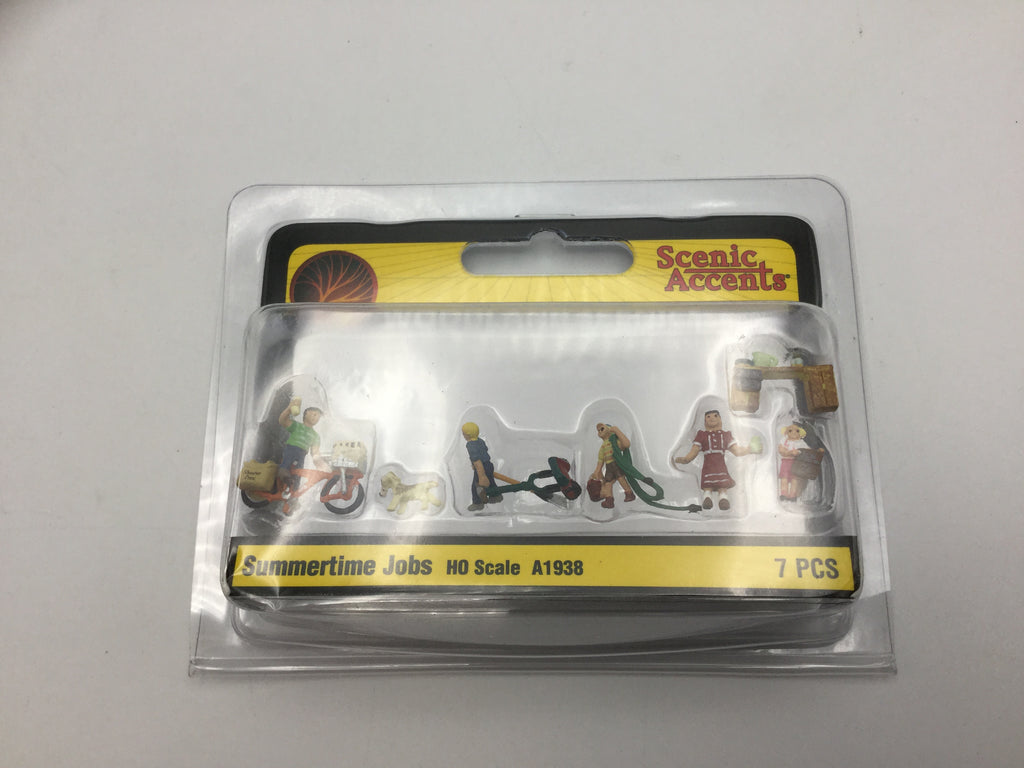 Scenic
Accents®
Summertime Jobs HO Scale A1938
7 PCS